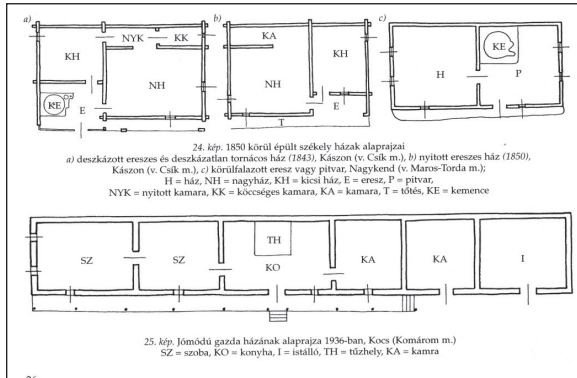 a) b) c)
NYK KK KA KE
KH KH
NH NH H P
KE E E
T
24. kép. 1850 körül épült székely házak alaprajzai
a) deszkázott ereszes és deszkázatlan tornácos ház (1843), Kászon (v. Csík m.), b) nyitott ereszes ház (1850),
Kászon (v. Csík m.), c) körülfalazott eresz vagy pitvar, Nagykend (v. Maros-Torda m.);
H = ház, NH = nagyház, KH = kicsi ház, E = eresz, P = pitvar,
NYK = nyitott kamara, KK = köccséges kamara, KA = kamara, T = tőtés, KE = kemence
TH
SZ SZ KO KA KA I
25. kép. Jómódú gazda házának alaprajza 1936-ban, Kocs (Komárom m.)
SZ = szoba, KO = konyha, I = istálló, TH = tűzhely, KA = kamra